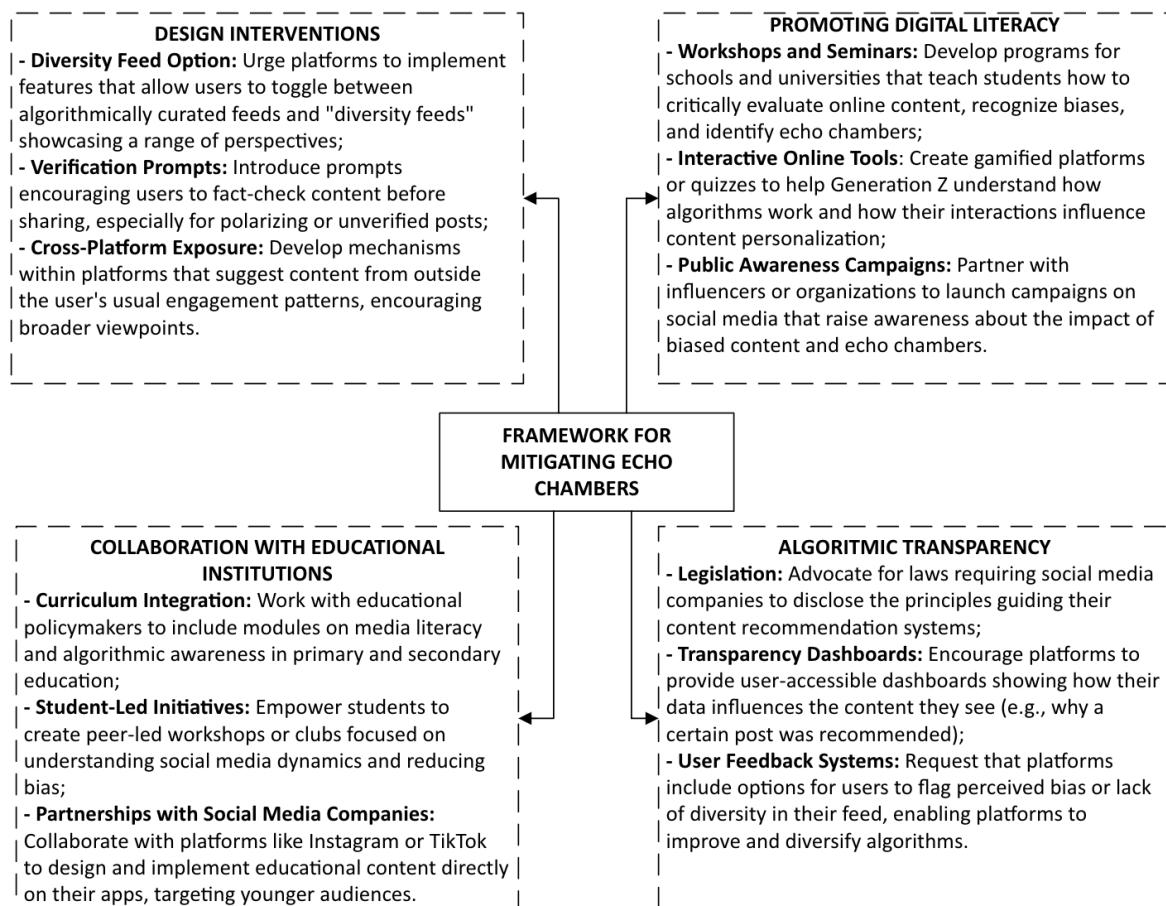 DESIGN INTERVENTIONS
- Diversity Feed Option: Urge platforms to implement
features that allow users to toggle between
algorithmically curated feeds and "diversity feeds"
showcasing a range of perspectives;
- Verification Prompts: Introduce prompts
encouraging users to fact-check content before
sharing, especially for polarizing or unverified posts;
- Cross-Platform Exposure: Develop mechanisms
within platforms that suggest content from outside
the user's usual engagement patterns, encouraging
broader viewpoints.
PROMOTING DIGITAL LITERACY
- Workshops and Seminars: Develop programs for
schools and universities that teach students how to
critically evaluate online content, recognize biases,
and identify echo chambers;
- Interactive Online Tools: Create gamified platforms
or quizzes to help Generation Z understand how
algorithms work and how their interactions influence
content personalization;
- Public Awareness Campaigns: Partner with
influencers or organizations to launch campaigns on
social media that raise awareness about the impact of
biased content and echo chambers.
FRAMEWORK FOR
MITIGATING ECHO
CHAMBERS
COLLABORATION WITH EDUCATIONAL
INSTITUTIONS
- Curriculum Integration: Work with educational
policymakers to include modules on media literacy
and algorithmic awareness in primary and secondary
education;
- Student-Led Initiatives: Empower students to
create peer-led workshops or clubs focused on
understanding social media dynamics and reducing
bias;
- Partnerships with Social Media Companies:
Collaborate with platforms like Instagram or TikTok
to design and implement educational content directly
on their apps, targeting younger audiences.
ALGORITMIC TRANSPARENCY
- Legislation: Advocate for laws requiring social media
companies to disclose the principles guiding their
content recommendation systems;
- Transparency Dashboards: Encourage platforms to
provide user-accessible dashboards showing how their
data influences the content they see (e.g., why a
certain post was recommended);
- User Feedback Systems: Request that platforms
include options for users to flag perceived bias or lack
of diversity in their feed, enabling platforms to
improve and diversify algorithms.